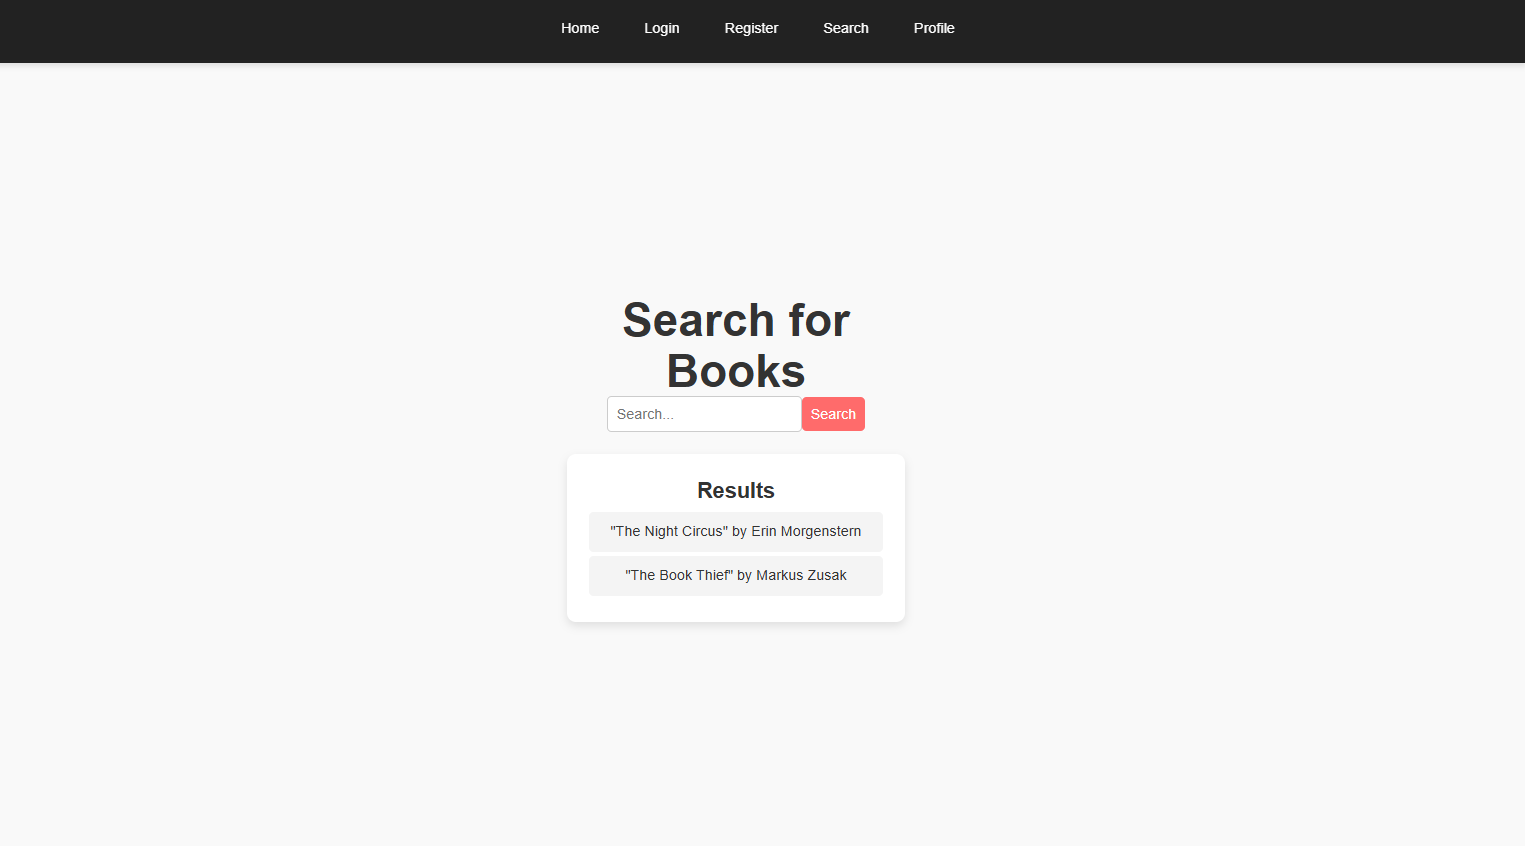 Home Login Register Search Profile
Search for
Books
Search... Search
Results
"The Night Circus" by Erin Morgenstern
"The Book Thief" by Markus Zusak